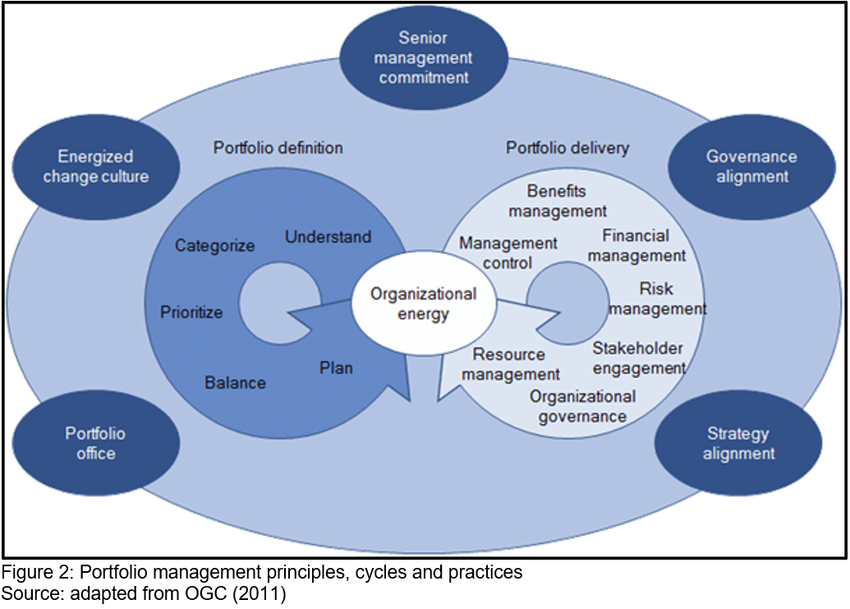 Senior
management
commitment
Energized
change culture
Governance
alignment
Portfolio definition
Portfolio delivery
Understand
Categorize
Prioritize
Balance
Plan
Organizational
energy
Benefits
management
Management
control
Financial
management
Risk
management
Stakeholder
engagement
Resource
management
Organizational
governance
Portfolio
office
Strategy
alignment
Figure 2: Portfolio management principles, cycles and practices
Source: adapted from OGC (2011)